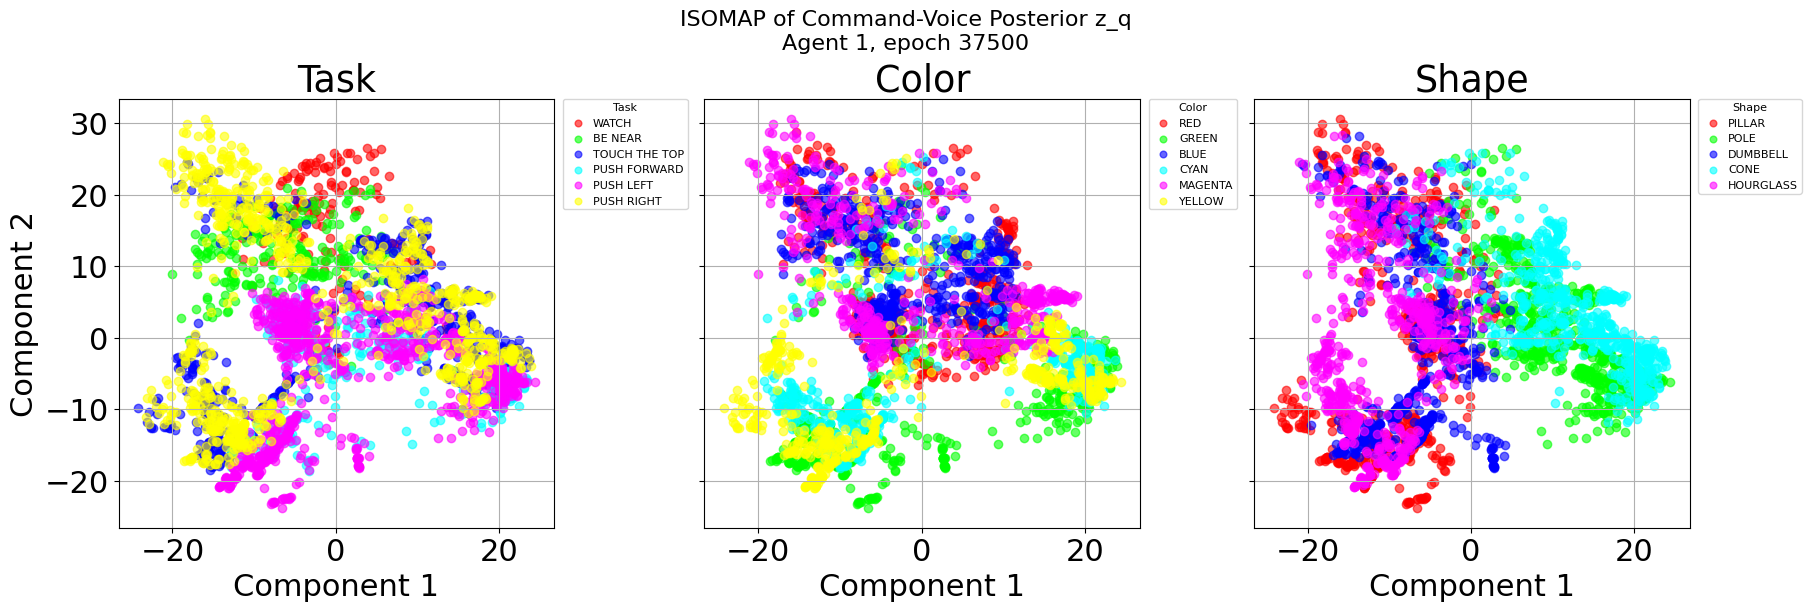 ISOMAP of Command-Voice Posterior z_q
Agent 1, epoch 37500
Task
Component 2
30
20
10
0
−10
−20
−20
0
20
Component 1
Task
WATCH
BE NEAR
TOUCH THE TOP
PUSH FORWARD
PUSH LEFT
PUSH RIGHT
Color
−20
0
20
Component 1
Color
RED
GREEN
BLUE
CYAN
MAGENTA
YELLOW
Shape
−20
0
20
Component 1
Shape
PILLAR
POLE
DUMBBELL
CONE
HOURGLASS